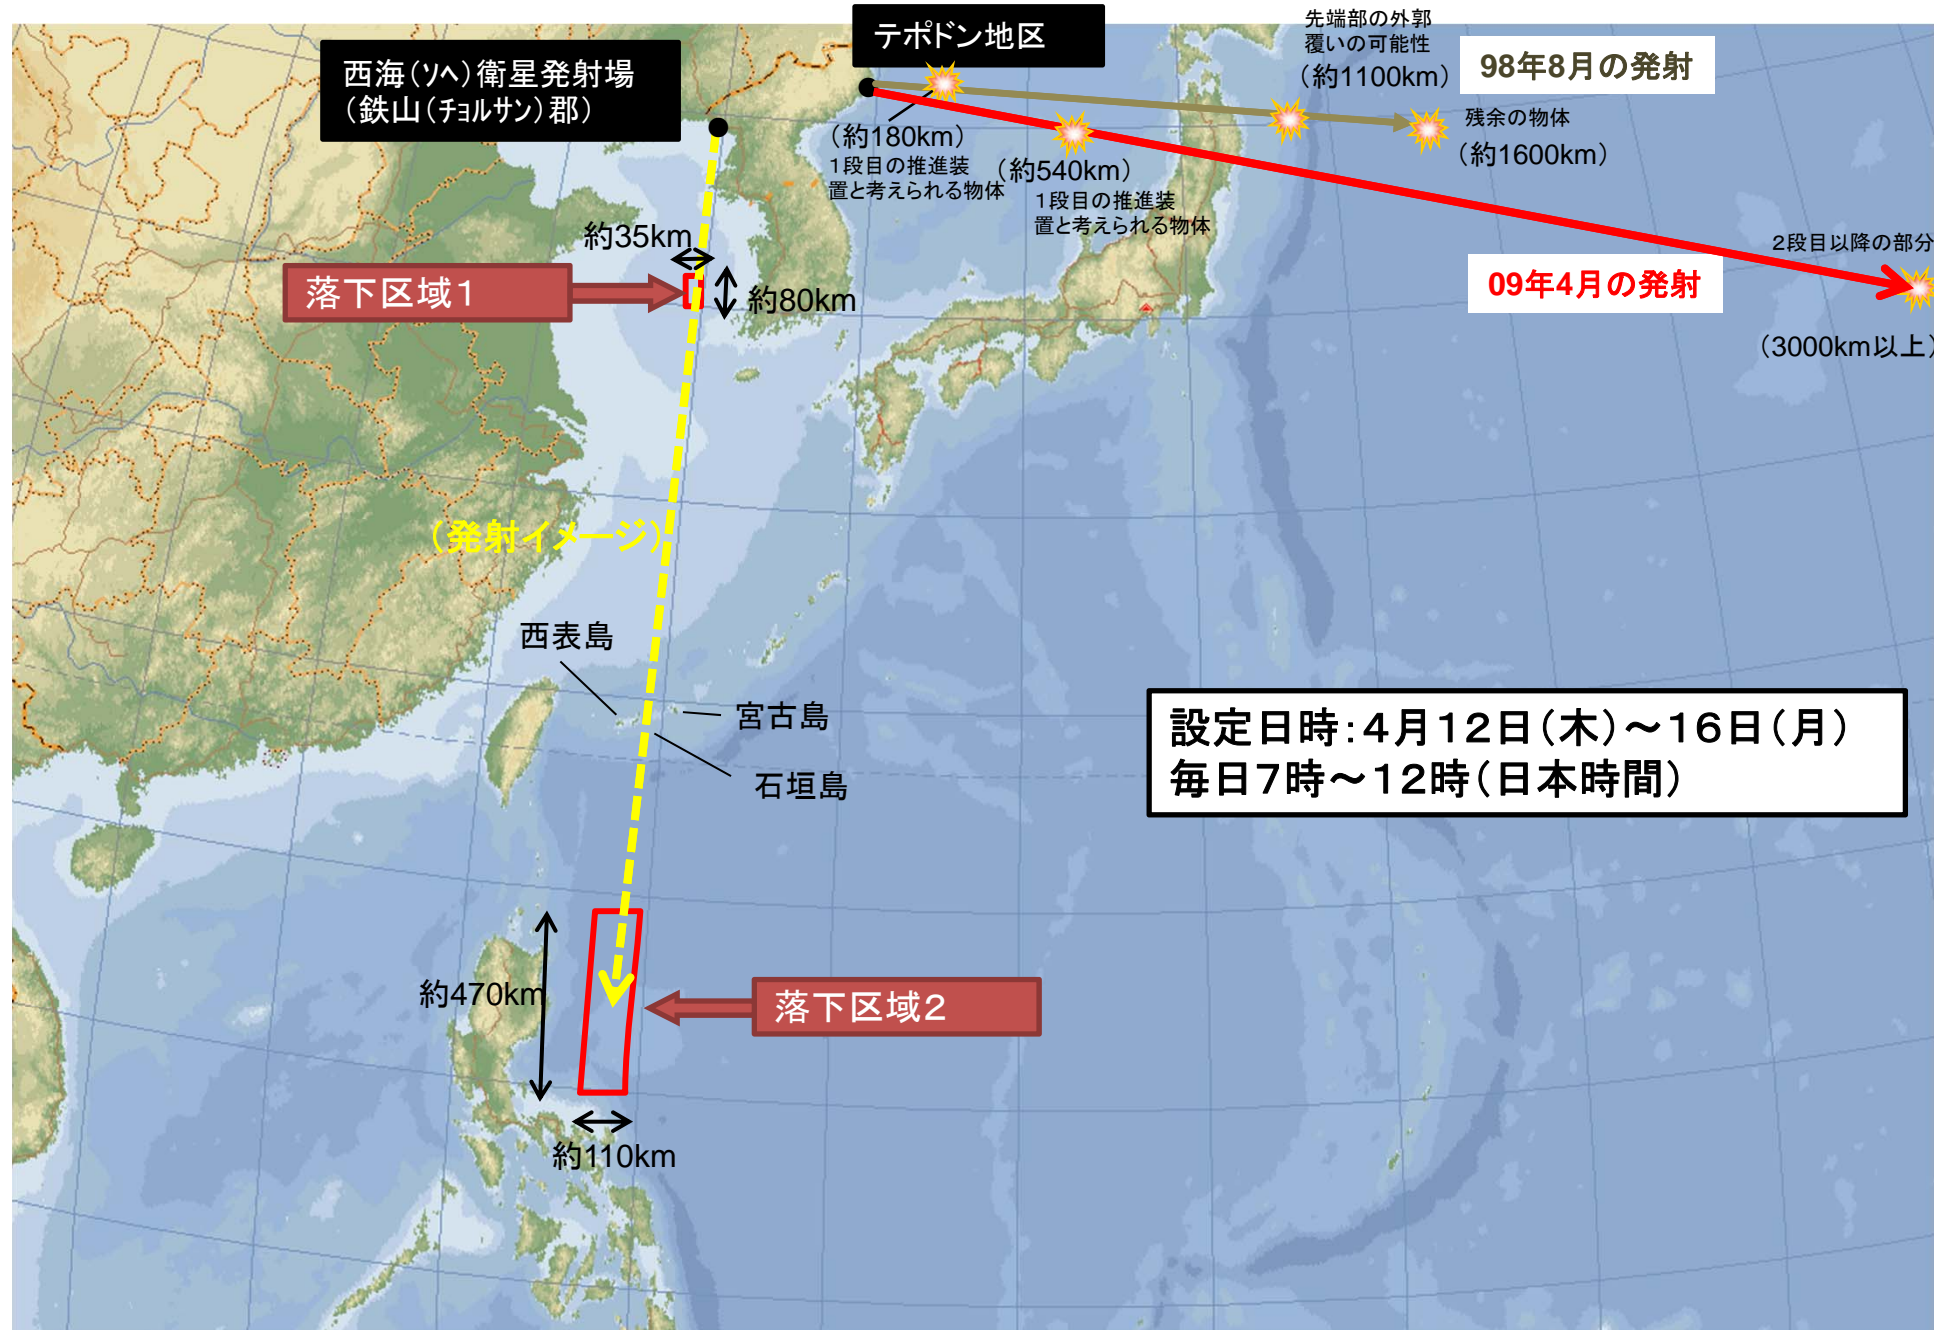 テポドン地区
西海(ソヘ)衛星発射場
(鉄山(チョルサン)郡)
先端部の外郭
覆いの可能性
(約1100km)
98年8月の発射
残余の物体
(約1600km)
(約180km)
1段目の推進装
置と考えられる物体
(約540km)
1段目の推進装
置と考えられる物体
2段目以降の部分
09年4月の発射
(3000km以上)
約35km
落下区域1
約80km
(発射イメージ)
西表島
宮古島
石垣島
設定日時:4月12日(木)~16日(月)
毎日7時~12時(日本時間)
約470km
落下区域2
約110km